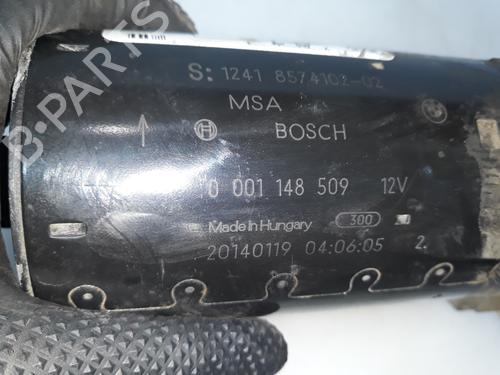 S: 1241 8574102-02
MSA
BOSCH
0 001 148 509 12V
Made in Hungary 300
20140119 04:06:05 2.
B-PARTS